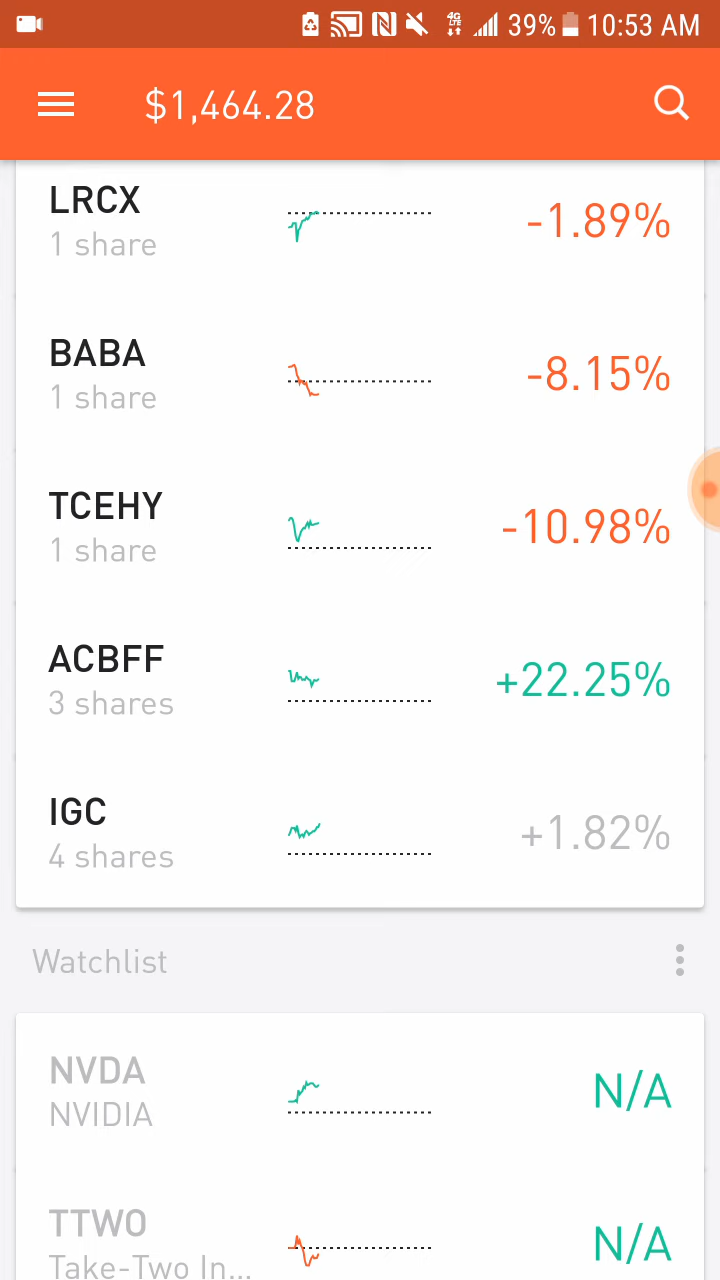 4G LTE 39% 10:53 AM
$1,464.28
LRCX -1.89%
1 share
BABA -8.15%
1 share
TCEHY -10.98%
1 share
ACBFF +22.25%
3 shares
IGC +1.82%
4 shares
Watchlist
NVDA N/A
NVIDIA
TTWO N/A
Take-Two In...